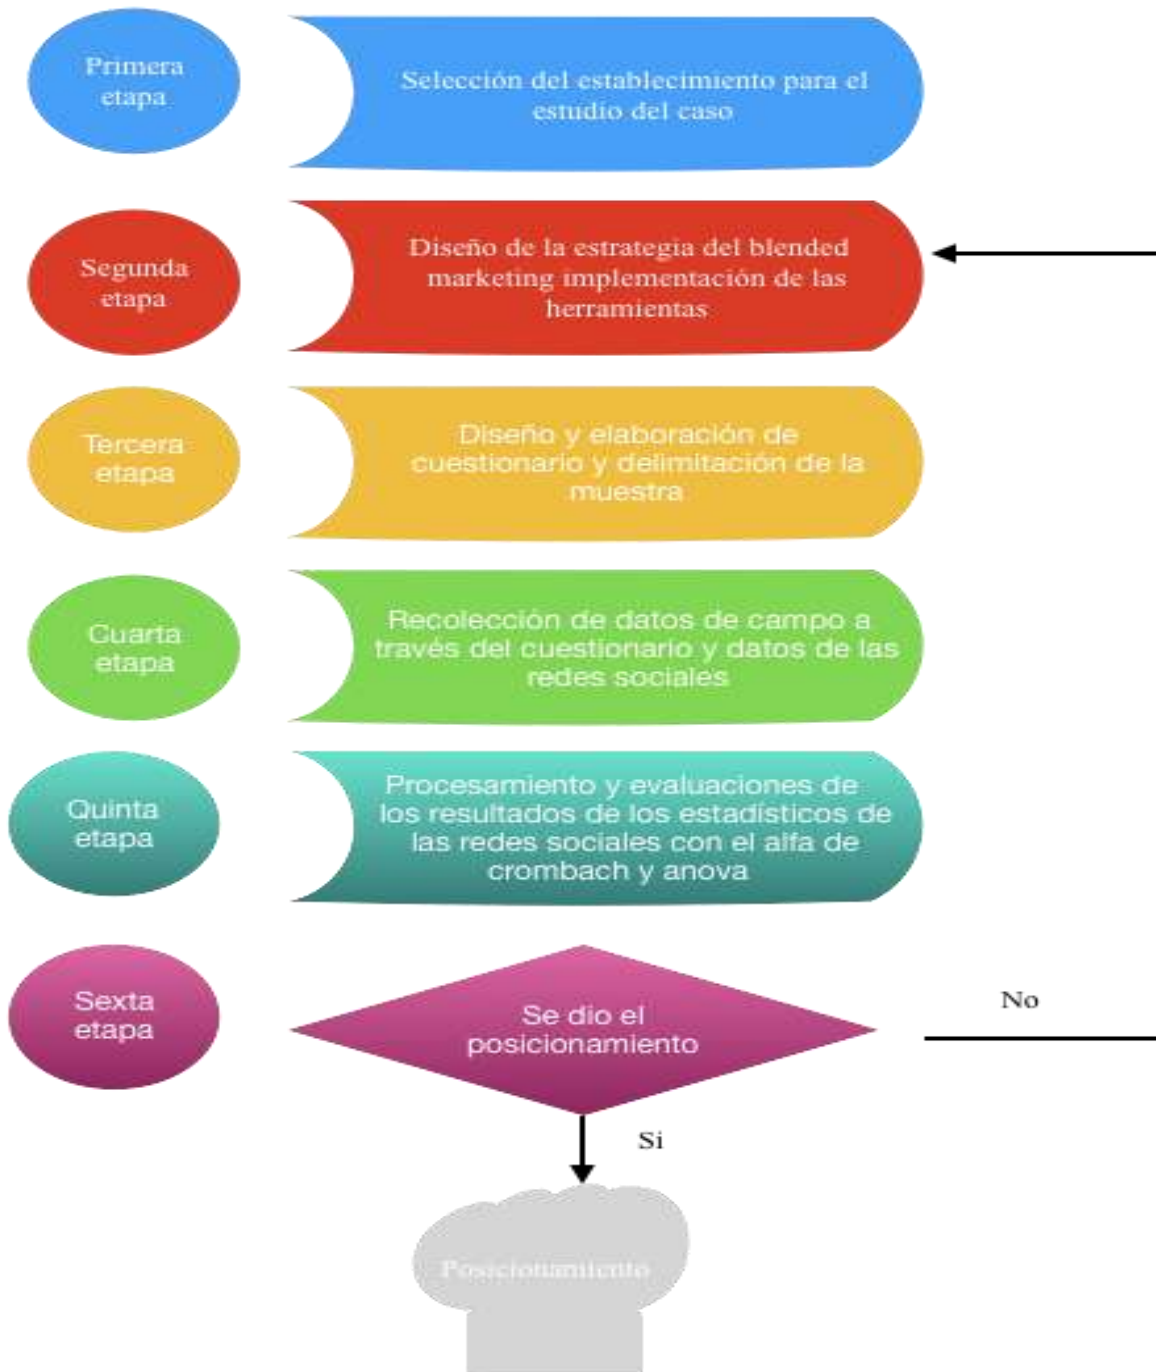 Primera
etapa
Selección del establecimiento para el
estudio del caso
Segunda
etapa
Diseño de la estrategia del blended
marketing implementación de las
herramientas
Tercera
etapa
Diseño y elaboración de
cuestionario y delimitación de la
muestra
Cuarta
etapa
Recolección de datos de campo a
través del cuestionario y datos de las
redes sociales
Quinta
etapa
Procesamiento y evaluaciones de
los resultados de los estadísticos de
las redes sociales con el alfa de
crombach y anova
Sexta
etapa
Se dio el
posicionamiento
No
Si
Posicionamiento